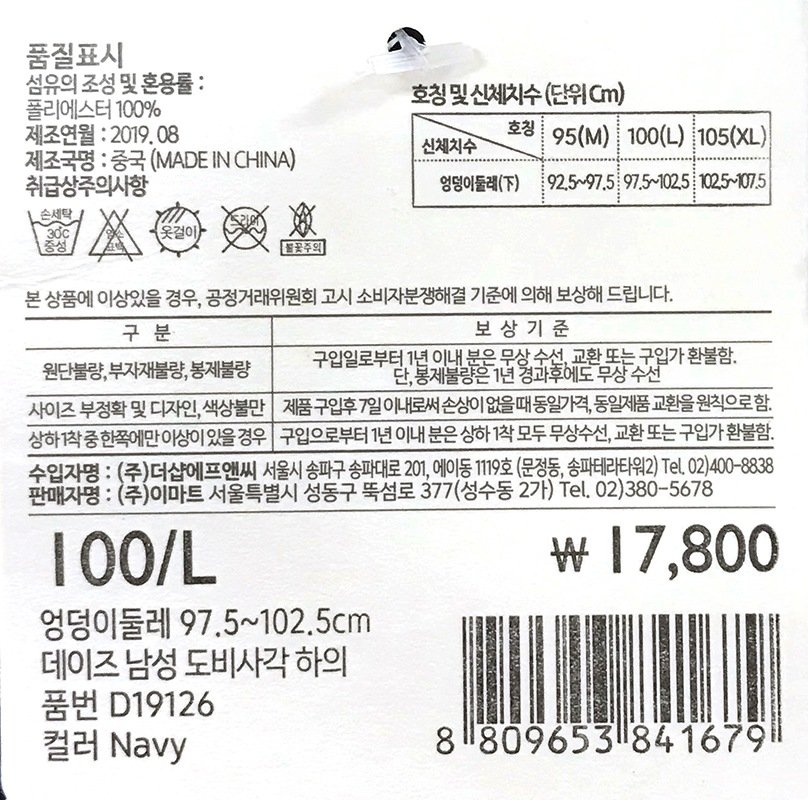 품질표시
섬유의 조성 및 혼용률 :
폴리에스터 100%
제조연월 : 2019. 08
제조국명 : 중국 (MADE IN CHINA)
취급상주의사항
손세탁 30℃ 중성
염소 표백
옷걸이
드라이
불꽃주의
호칭 및 신체치수 (단위 Cm)
호칭 신체치수 95(M) 100(L) 105(XL)
엉덩이둘레(下) 92.5~97.5 97.5~102.5 102.5~107.5
본 상품에 이상있을 경우, 공정거래위원회 고시 소비자분쟁해결 기준에 의해 보상해 드립니다.
구 분 보 상 기 준
원단불량, 부자재불량, 봉제불량 구입일로부터 1년 이내 분은 무상 수선, 교환 또는 구입가 환불함.
단, 봉제불량은 1년 경과후에도 무상 수선
사이즈 부정확 및 디자인, 색상불만 제품 구입후 7일 이내로써 손상이 없을 때 동일가격, 동일제품 교환을 원칙으로 함.
상하 1착 중 한쪽에만 이상이 있을 경우 구입으로부터 1년 이내 분은 상하 1착 모두 무상수선, 교환 또는 구입가 환불함.
수입자명 : (주)더샵에프앤씨 서울시 송파구 송파대로 201, 에이동 1119호 (문정동, 송파테라타워2) Tel. 02)400-8838
판매자명 : (주)이마트 서울특별시 성동구 뚝섬로 377(성수동 2가) Tel. 02)380-5678
100/L
₩ 17,800
엉덩이둘레 97.5~102.5cm
데이즈 남성 도비사각 하의
품번 D19126
컬러 Navy
8 809653 841679